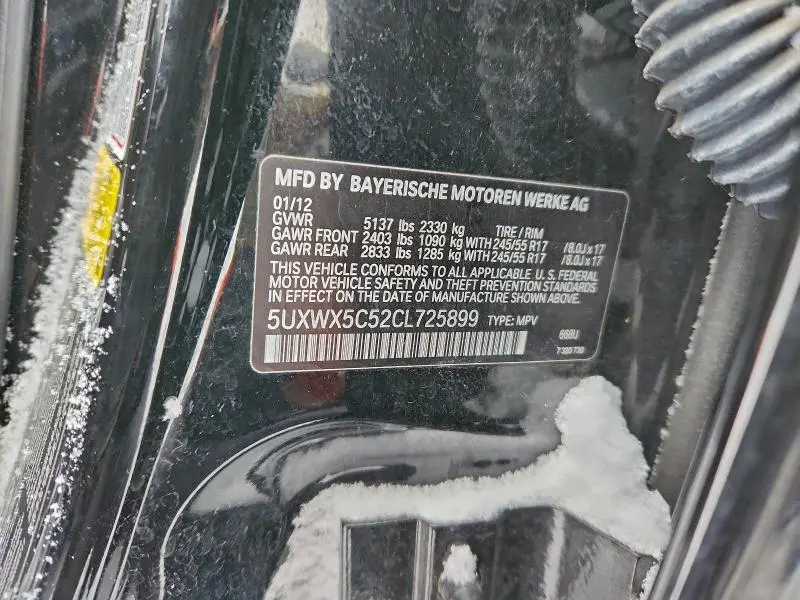 MFD BY BAYERISCHE MOTOREN WERKE AG
01/12
GVWR 5137 lbs 2330 kg TIRE / RIM
GAWR FRONT 2403 lbs 1090 kg WITH 245/55 R17 /8.0J x 17
GAWR REAR 2833 lbs 1285 kg WITH 245/55 R17 /8.0J x 17
THIS VEHICLE CONFORMS TO ALL APPLICABLE U. S. FEDERAL
MOTOR VEHICLE SAFETY AND THEFT PREVENTION STANDARDS
IN EFFECT ON THE DATE OF MANUFACTURE SHOWN ABOVE.
5UXWX5C52CL725899 TYPE: MPV 668U
T 320 730